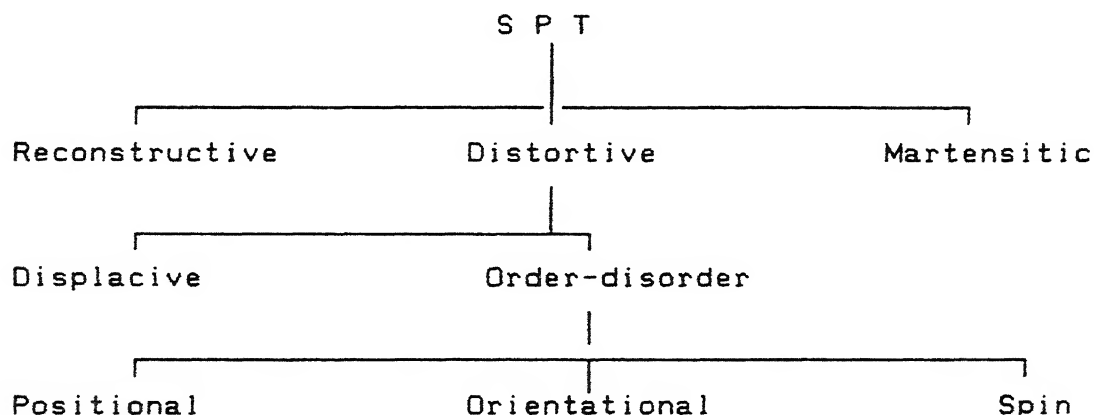 S P T
Reconstructive Distortive Martensitic
Displacive Order-disorder
Positional Orientational Spin